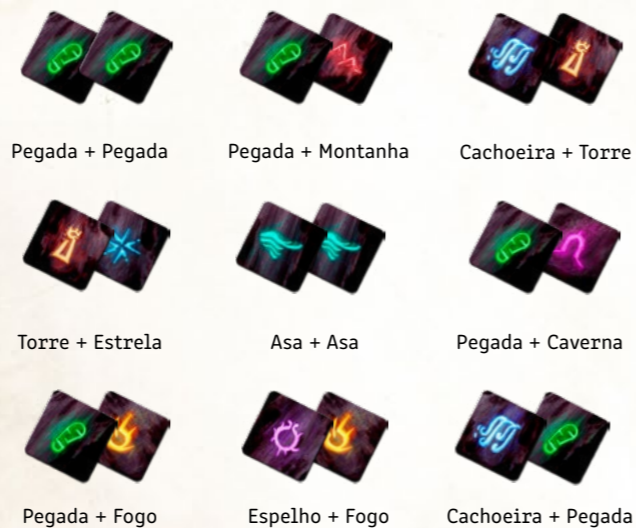 Pegada + Pegada
Pegada + Montanha
Cachoeira + Torre
Torre + Estrela
Asa + Asa
Pegada + Caverna
Pegada + Fogo
Espelho + Fogo
Cachoeira + Pegada